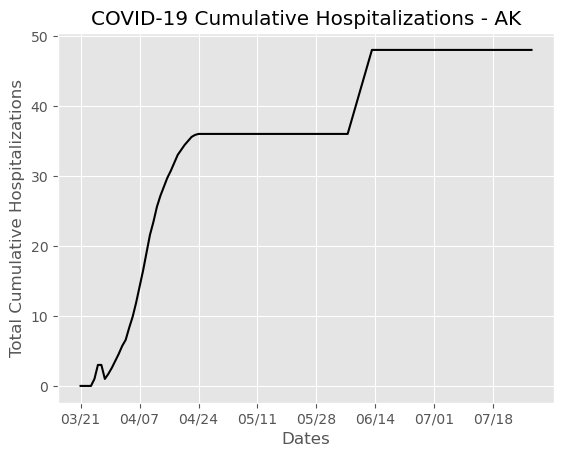 COVID-19 Cumulative Hospitalizations - AK
Total Cumulative Hospitalizations
50
40
30
20
10
0
03/21 04/07 04/24 05/11 05/28 06/14 07/01 07/18
Dates